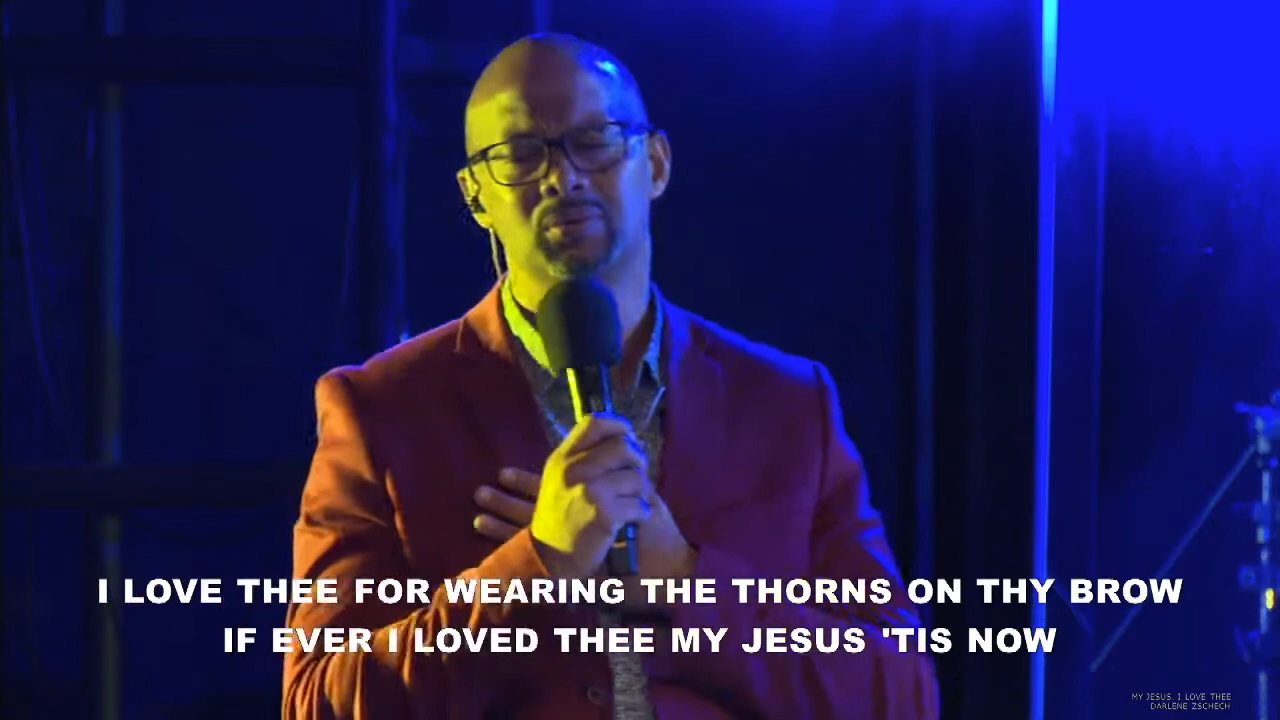 I LOVE THEE FOR WEARING THE THORNS ON THY BROW
IF EVER I LOVED THEE MY JESUS 'TIS NOW
MY JESUS, I LOVE THEE
DARLENE ZSCHECH